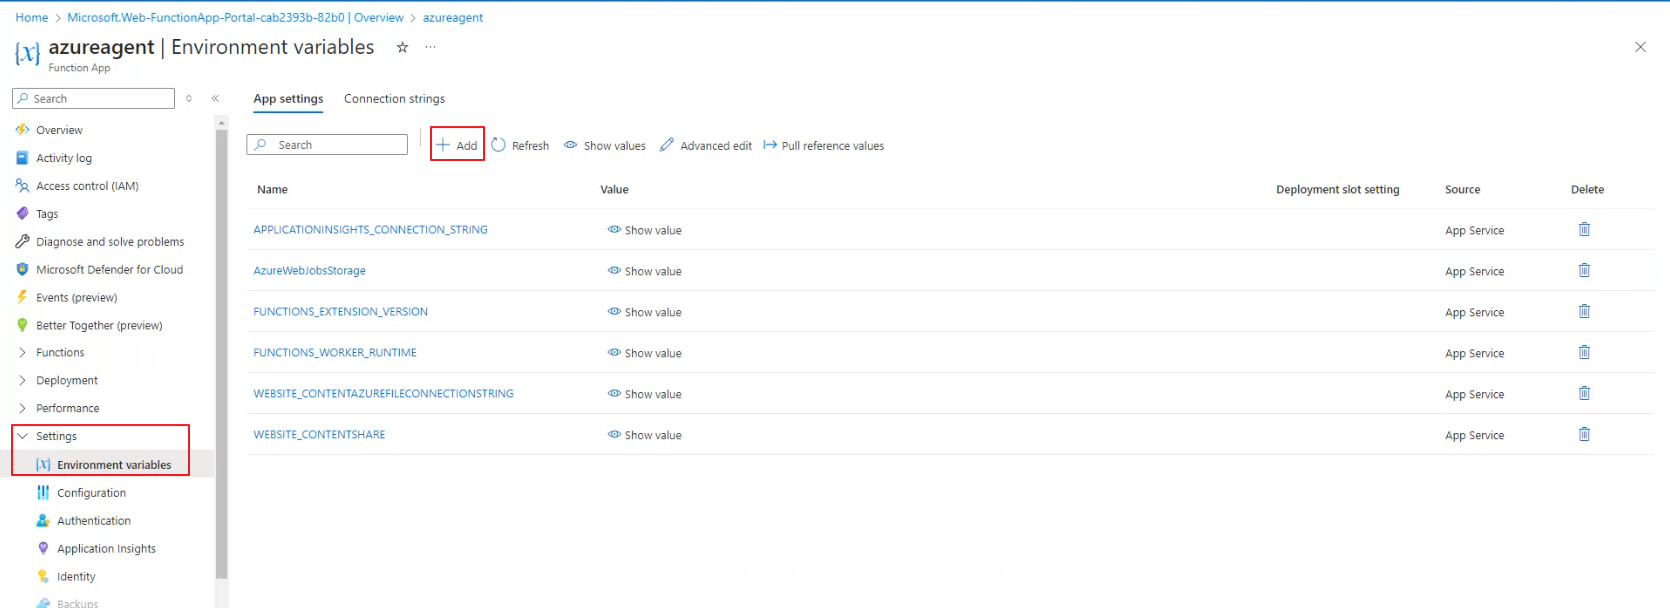 Home > Microsoft.Web-FunctionApp-Portal-cab2393b-82b0 | Overview > azureagent
{x} azureagent | Environment variables ☆ ...
Function App
Search
App settings Connection strings
Search
Add Refresh Show values Advanced edit Pull reference values
Overview
Activity log
Access control (IAM)
Tags
Diagnose and solve problems
Microsoft Defender for Cloud
Events (preview)
Better Together (preview)
Functions
Deployment
Performance
Settings
Environment variables
Configuration
Authentication
Application Insights
Identity
Backups
Name Value Deployment slot setting Source Delete
APPLICATIONINSIGHTS_CONNECTION_STRING Show value App Service
AzureWebJobsStorage Show value App Service
FUNCTIONS_EXTENSION_VERSION Show value App Service
FUNCTIONS_WORKER_RUNTIME Show value App Service
WEBSITE_CONTENTAZUREFILECONNECTIONSTRING Show value App Service
WEBSITE_CONTENTSHARE Show value App Service